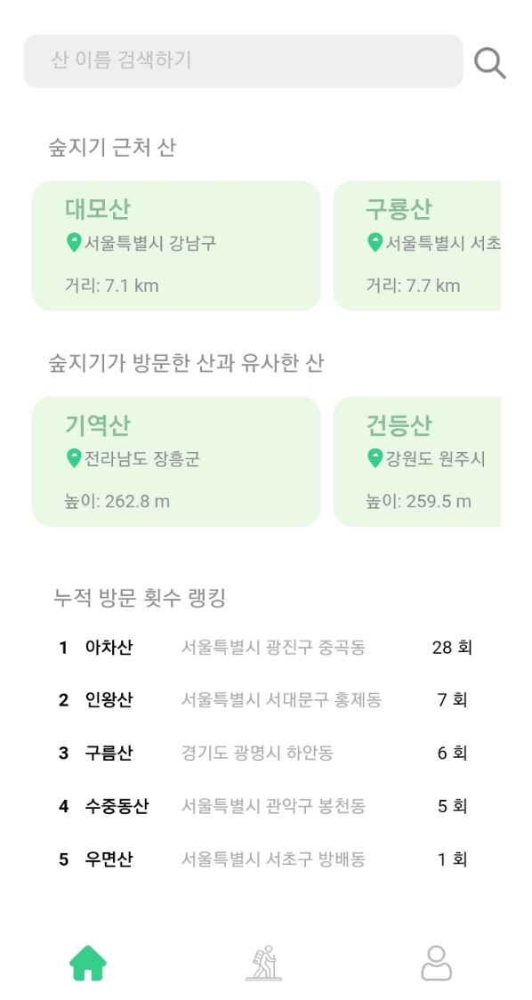 산 이름 검색하기
숲지기 근처 산
대모산
서울특별시 강남구
거리: 7.1 km
구룡산
서울특별시 서초
거리: 7.7 km
숲지기가 방문한 산과 유사한 산
기역산
전라남도 장흥군
높이: 262.8 m
건등산
강원도 원주시
높이: 259.5 m
누적 방문 횟수 랭킹
1 아차산 서울특별시 광진구 중곡동 28 회
2 인왕산 서울특별시 서대문구 홍제동 7 회
3 구름산 경기도 광명시 하안동 6 회
4 수중동산 서울특별시 관악구 봉천동 5 회
5 우면산 서울특별시 서초구 방배동 1 회